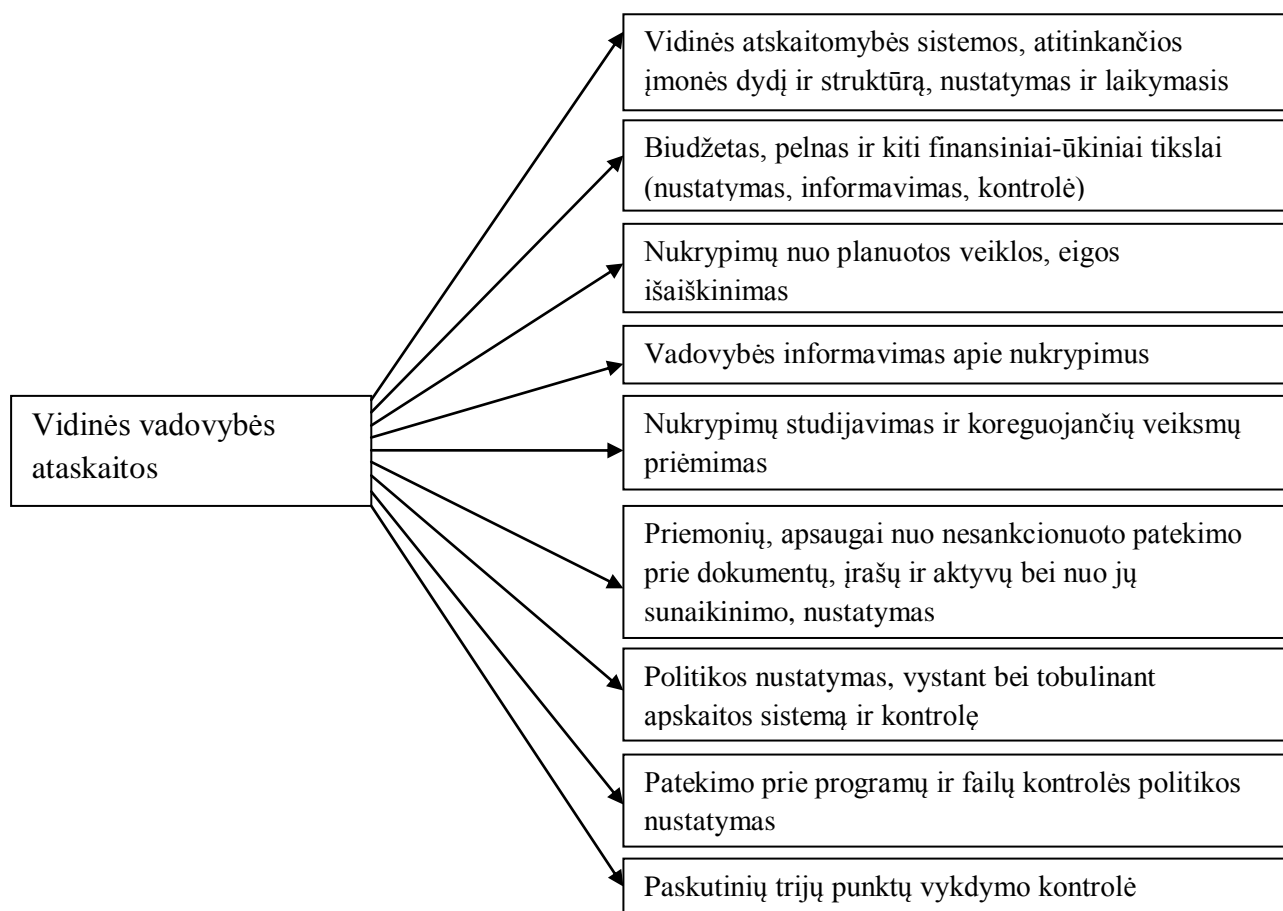 Vidinės vadovybės
ataskaitos
Vidinės atskaitomybės sistemos, atitinkančios
įmonės dydį ir struktūrą, nustatymas ir laikymasis
Biudžetas, pelnas ir kiti finansiniai-ūkiniai tikslai
(nustatymas, informavimas, kontrolė)
Nukrypimų nuo planuotos veiklos, eigos
išaiškinimas
Vadovybės informavimas apie nukrypimus
Nukrypimų studijavimas ir koreguojančių veiksmų
priėmimas
Priemonių, apsaugai nuo nesankcionuoto patekimo
prie dokumentų, įrašų ir aktyvų bei nuo jų
sunaikinimo, nustatymas
Politikos nustatymas, vystant bei tobulinant
apskaitos sistemą ir kontrolę
Patekimo prie programų ir failų kontrolės politikos
nustatymas
Paskutinių trijų punktų vykdymo kontrolė